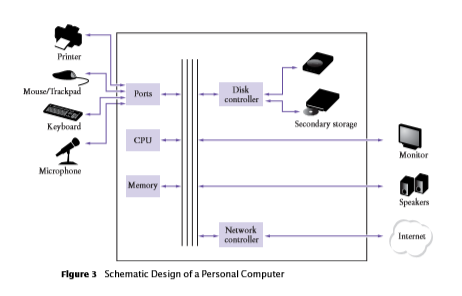 Printer
Mouse/Trackpad
Keyboard
Microphone
Ports
CPU
Memory
Disk
controller
Secondary storage
Network
controller
Monitor
Speakers
Internet
Figure 3 Schematic Design of a Personal Computer